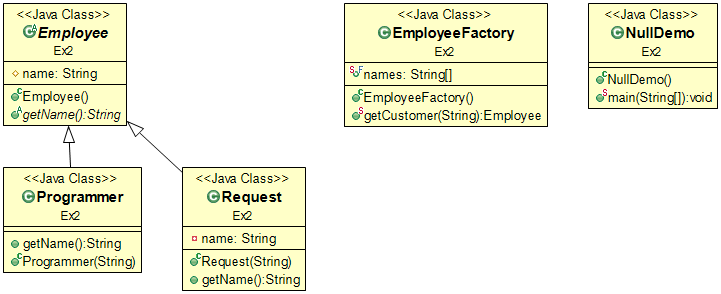 <<Java Class>>
Employee
Ex2
name: String
Employee()
getName():String
<<Java Class>>
EmployeeFactory
Ex2
names: String[]
EmployeeFactory()
getCustomer(String):Employee
<<Java Class>>
NullDemo
Ex2
NullDemo()
main(String[]):void
<<Java Class>>
Programmer
Ex2
getName():String
Programmer(String)
<<Java Class>>
Request
Ex2
name: String
Request(String)
getName():String